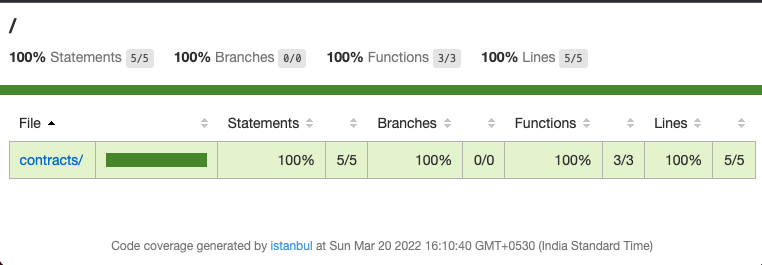 /
100% Statements 5/5 100% Branches 0/0 100% Functions 3/3 100% Lines 5/5
File Statements Branches Functions Lines
contracts/ 100% 5/5 100% 0/0 100% 3/3 100% 5/5
Code coverage generated by istanbul at Sun Mar 20 2022 16:10:40 GMT+0530 (India Standard Time)